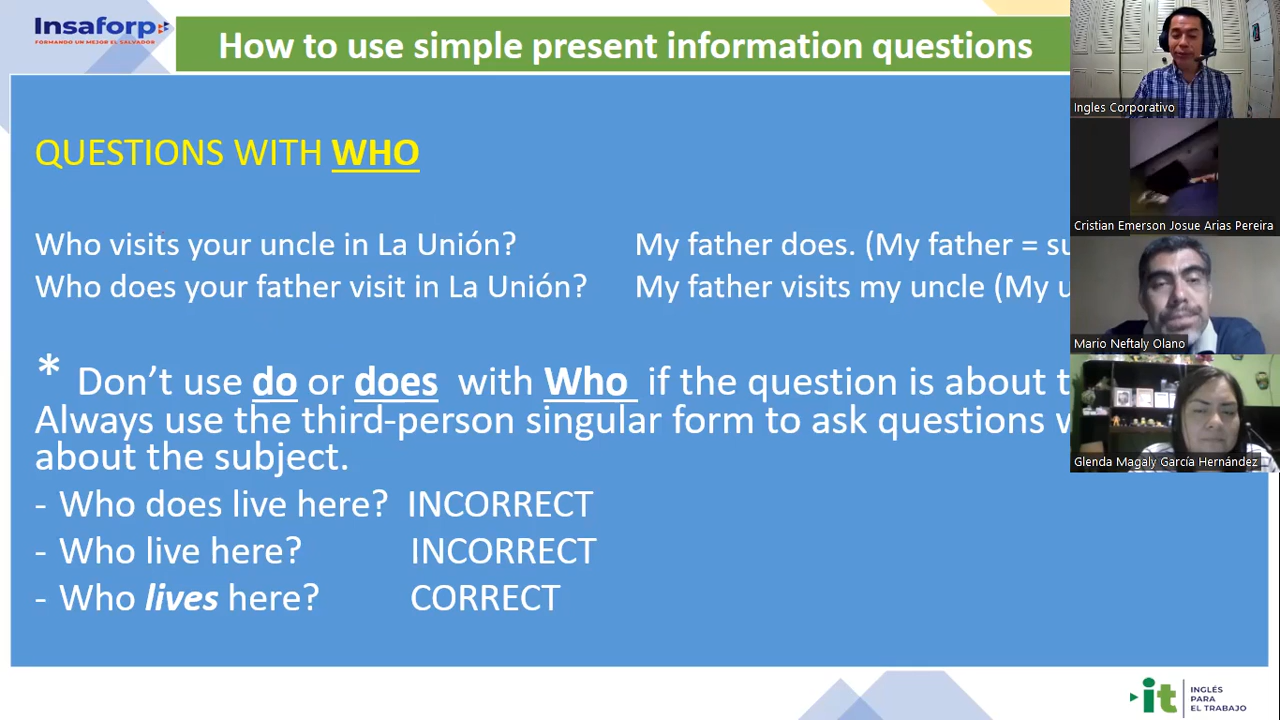 Insaforp
FORMANDO UN MEJOR EL SALVADOR
How to use simple present information questions
QUESTIONS WITH WHO
Who visits your uncle in La Unión? My father does. (My father =
Who does your father visit in La Unión? My father visits my uncle (My
* Don’t use do or does with Who if the question is about
Always use the third-person singular form to ask questions
about the subject.
- Who does live here? INCORRECT
- Who live here? INCORRECT
- Who lives here? CORRECT
Ingles Corporativo
Cristian Emerson Josue Arias Pereira
Mario Neftaly Olano
Glenda Magaly García Hernández
it
INGLÉS
PARA
EL TRABAJO